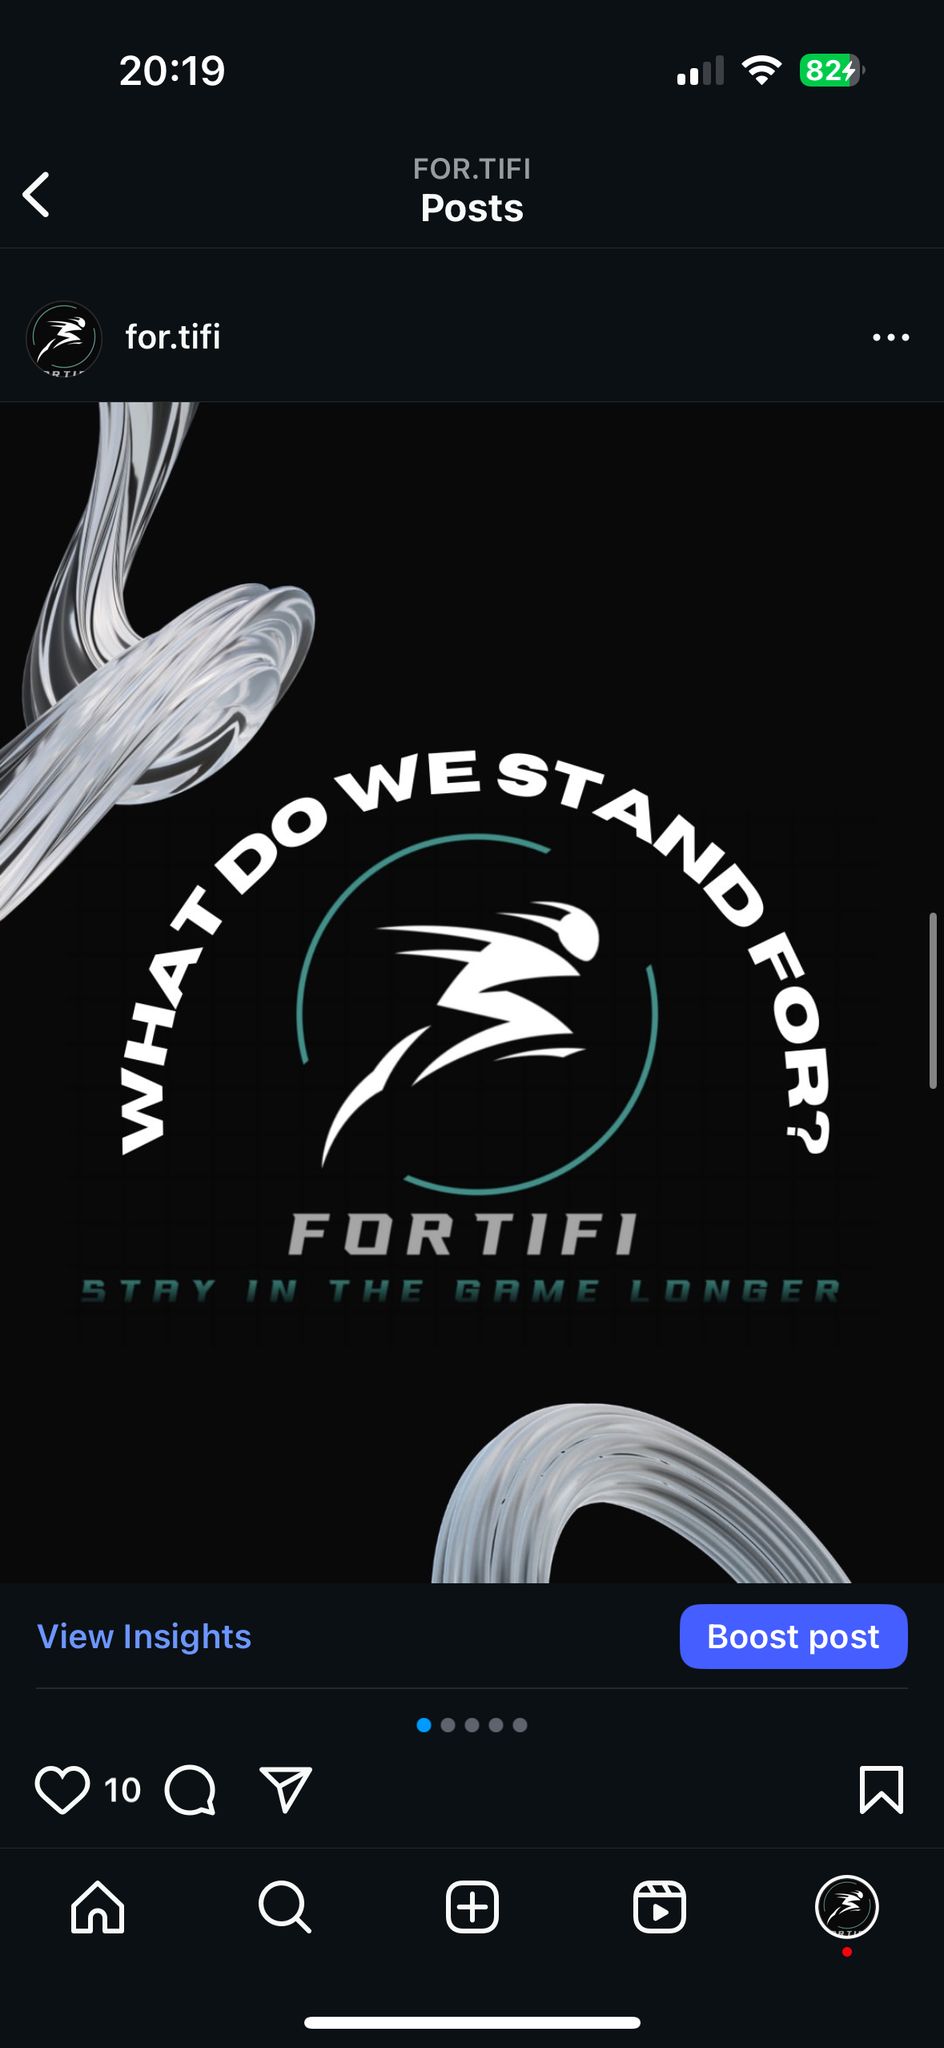 20:19
82
FOR.TIFI
Posts
for.tifi
WHAT DO WE STAND FOR?
FORTIFI
STAY IN THE GAME LONGER
View Insights
Boost post
10